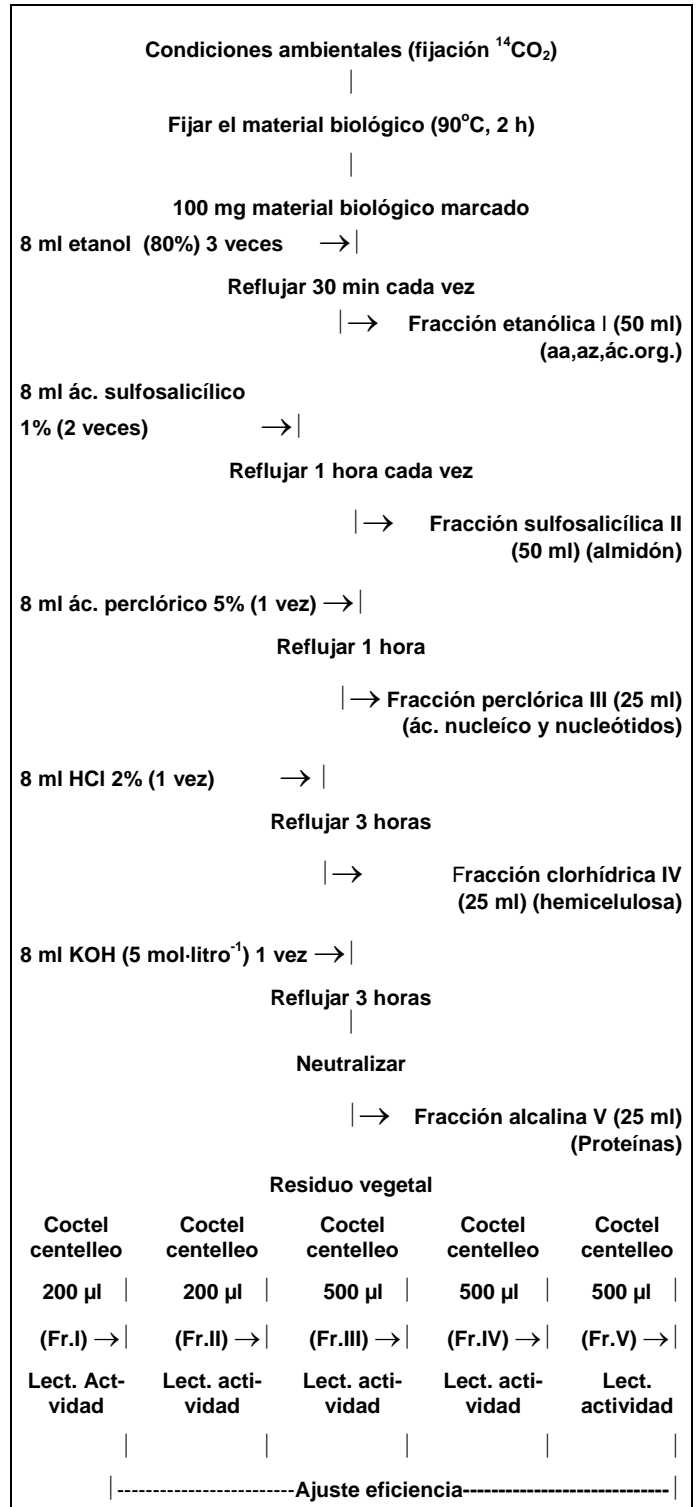 Condiciones ambientales (fijación ¹⁴CO₂)
|
Fijar el material biológico (90°C, 2 h)
|
100 mg material biológico marcado
8 ml etanol (80%) 3 veces →|
Reflujar 30 min cada vez
|→ Fracción etanólica I (50 ml)
(aa,az,ác.org.)
8 ml ác. sulfosalicílico
1% (2 veces) →|
Reflujar 1 hora cada vez
|→ Fracción sulfosalicílica II
(50 ml) (almidón)
8 ml ác. perclórico 5% (1 vez) →|
Reflujar 1 hora
|→ Fracción perclórica III (25 ml)
(ác. nucleíco y nucleótidos)
8 ml HCl 2% (1 vez) →|
Reflujar 3 horas
|→ Fracción clorhídrica IV
(25 ml) (hemicelulosa)
8 ml KOH (5 mol·litro⁻¹) 1 vez →|
Reflujar 3 horas
|
Neutralizar
|→ Fracción alcalina V (25 ml)
(Proteínas)
Residuo vegetal
Coctel Coctel Coctel Coctel Coctel
centelleo centelleo centelleo centelleo centelleo
200 µl | 200 µl | 500 µl | 500 µl | 500 µl |
(Fr.I) →| (Fr.II) →| (Fr.III) →| (Fr.IV) →| (Fr.V) →|
Lect. Act- Lect. acti- Lect. acti- Lect. acti- Lect.
vidad vidad vidad vidad actividad
| | | | |
|--------------------------Ajuste eficiencia-----------------------------|